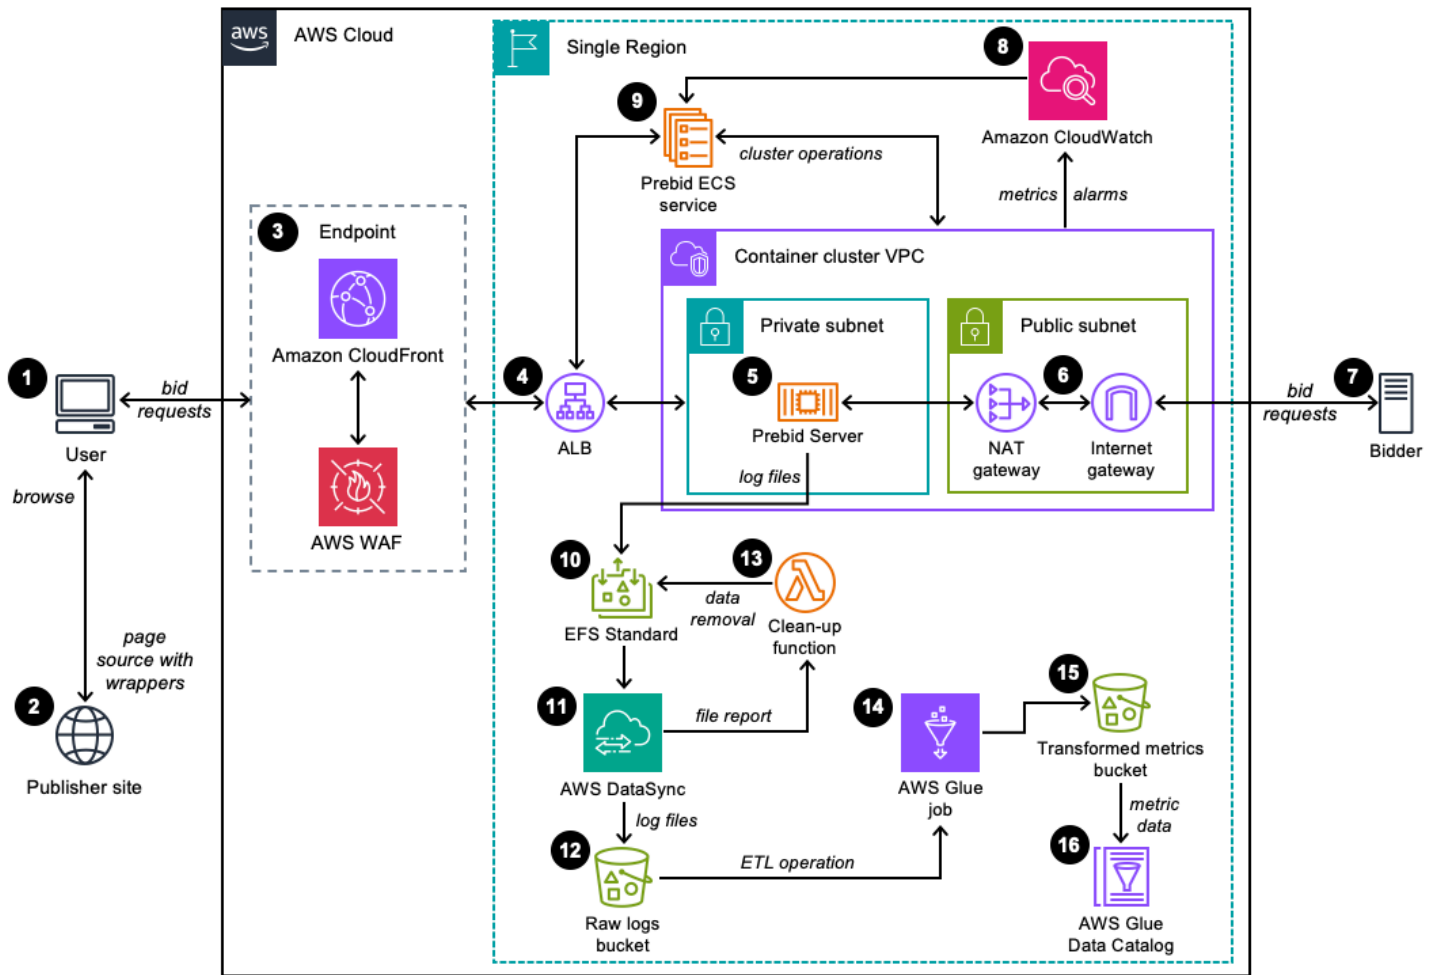 aws
AWS Cloud
Single Region
8
9
Amazon CloudWatch
cluster operations
Prebid ECS
service
metrics
alarms
3
Endpoint
Container cluster VPC
Private subnet
Public subnet
Amazon CloudFront
1
bid
requests
4
5
6
7
bid
requests
User
ALB
Prebid Server
NAT
gateway
Internet
gateway
Bidder
browse
log files
AWS WAF
10
13
data
removal
EFS Standard
Clean-up
function
page
source with
wrappers
2
11
file report
14
15
Transformed metrics
bucket
Publisher site
AWS DataSync
AWS Glue
job
log files
metric
data
12
ETL operation
16
Raw logs
bucket
AWS Glue
Data Catalog